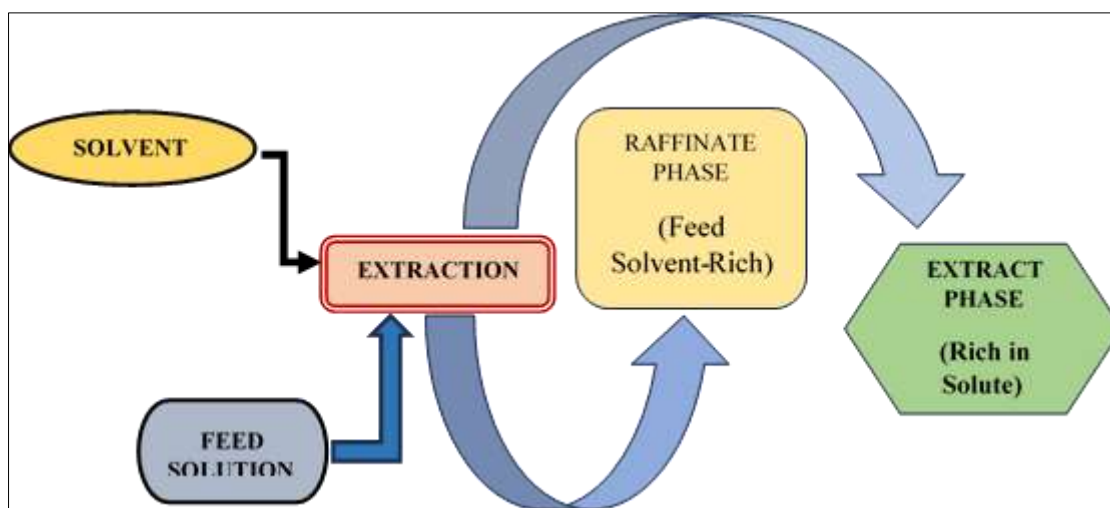 SOLVENT
EXTRACTION
FEED
SOLUTION
RAFFINATE
PHASE
(Feed
Solvent-Rich)
EXTRACT
PHASE
(Rich in
Solute)